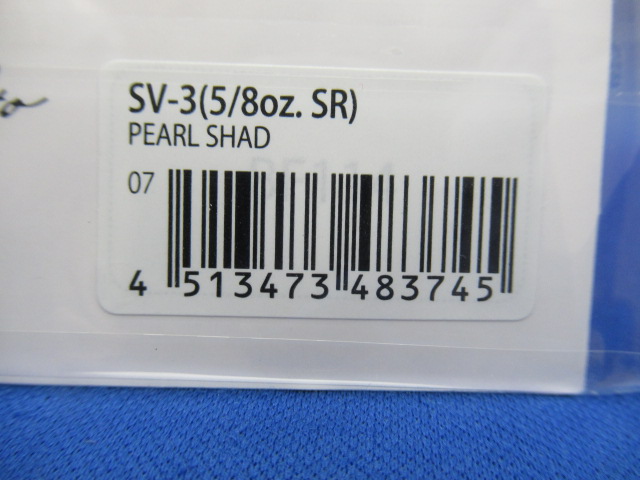 SV-3(5/8oz. SR)
PEARL SHAD
07
4 513473 483745